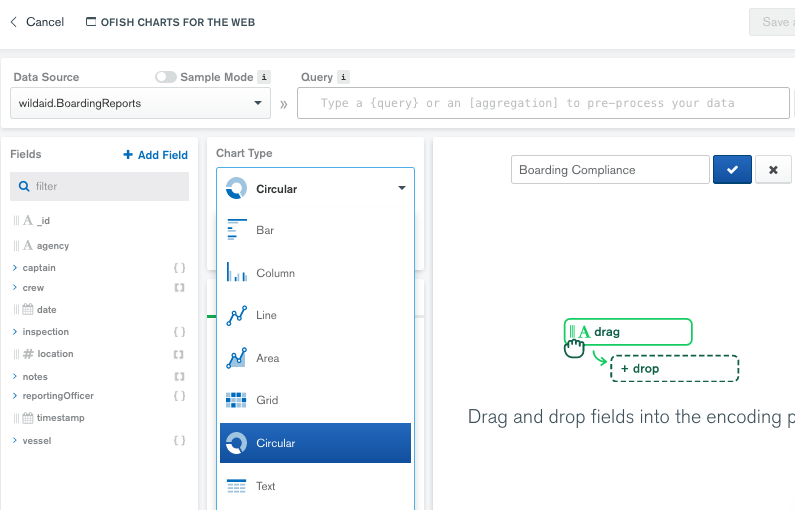 Cancel
OFISH CHARTS FOR THE WEB
Save
Data Source
Sample Mode i
Query i
wildaid.BoardingReports
»
Type a {query} or an [aggregation] to pre-process your data
Fields
+ Add Field
filter
A _id
A agency
captain { }
crew [ ]
date
inspection { }
# location [ ]
notes [ ]
reportingOfficer { }
timestamp
vessel { }
Chart Type
Circular
Bar
Column
Line
Area
Grid
Circular
Text
Boarding Compliance
A drag
+ drop
Drag and drop fields into the encoding